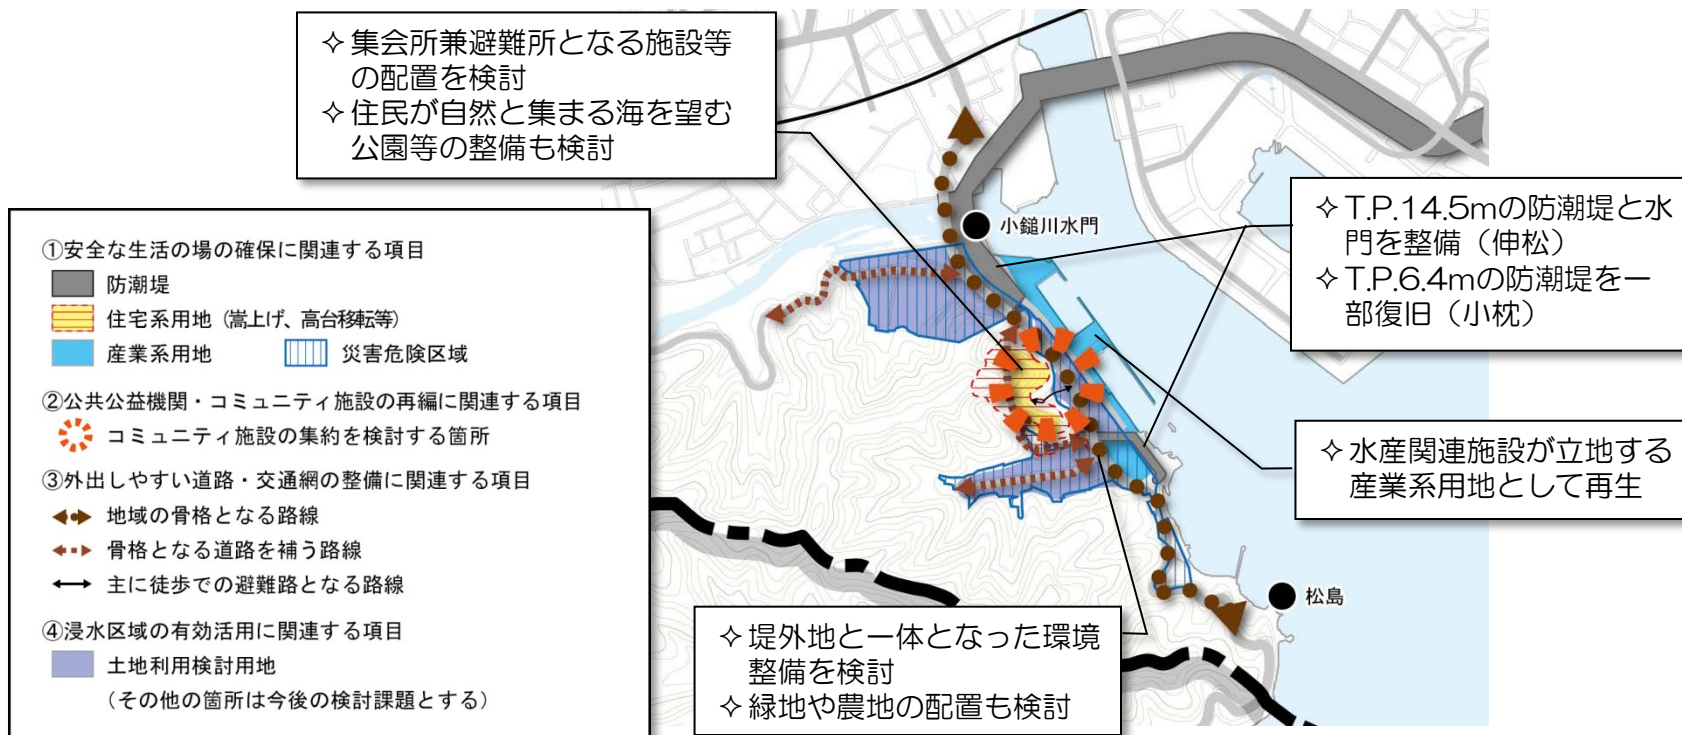 ✧集会所兼避難所となる施設等
の配置を検討
✧住民が自然と集まる海を望む
公園等の整備も検討
小鎚川水門
✧T.P.14.5mの防潮堤と水
門を整備（伸松）
✧T.P.6.4mの防潮堤を一
部復旧（小枕）
①安全な生活の場の確保に関連する項目
防潮堤
住宅系用地（嵩上げ、高台移転等）
産業系用地 災害危険区域
②公共公益機関・コミュニティ施設の再編に関連する項目
コミュニティ施設の集約を検討する箇所
③外出しやすい道路・交通網の整備に関連する項目
地域の骨格となる路線
骨格となる道路を補う路線
主に徒歩での避難路となる路線
④浸水区域の有効活用に関連する項目
土地利用検討用地
（その他の箇所は今後の検討課題とする）
✧水産関連施設が立地する
産業系用地として再生
松島
✧堤外地と一体となった環境
整備を検討
✧緑地や農地の配置も検討